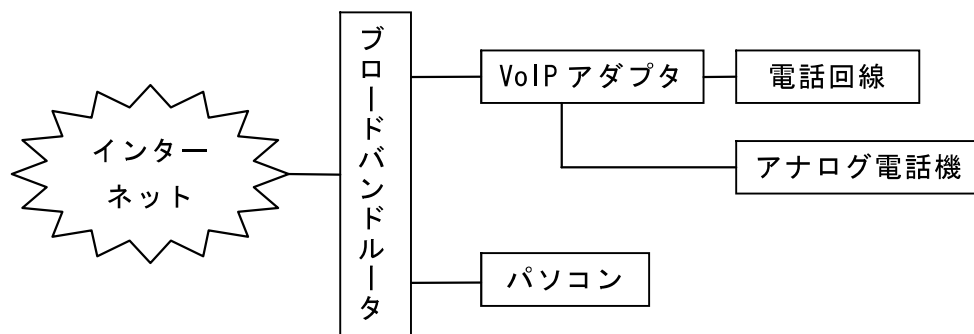 インター
ネット
ブロードバンドルータ
VoIP アダプタ
電話回線
アナログ電話機
パソコン